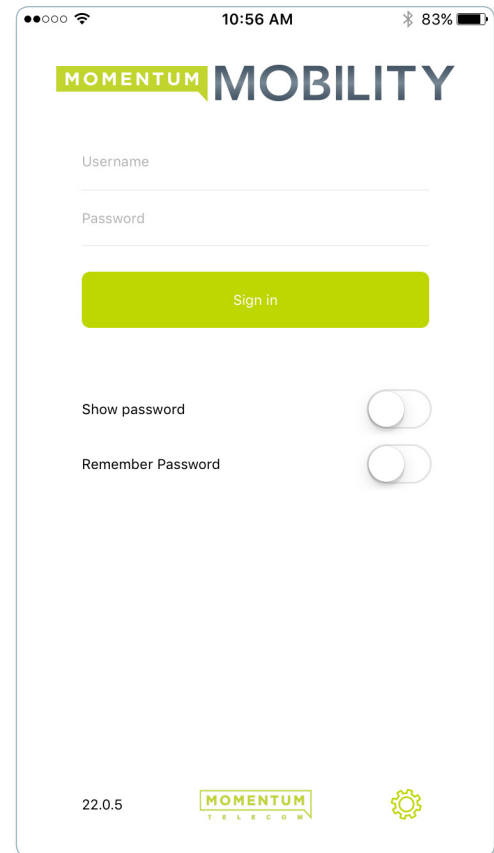 10:56 AM 83%
MOMENTUM MOBILITY
Username
Password
Sign in
Show password
Remember Password
22.0.5 MOMENTUM
TELECOM